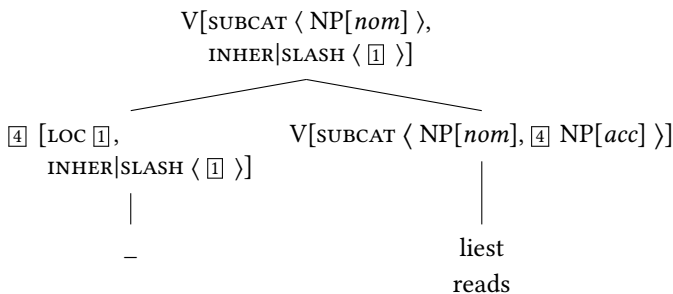 V[SUBCAT ⟨ NP[nom] ⟩,
INHER|SLASH ⟨ 1 ⟩]
4 [LOC 1,
INHER|SLASH ⟨ 1 ⟩]
V[SUBCAT ⟨ NP[nom], 4 NP[acc] ⟩]
_
liest
reads